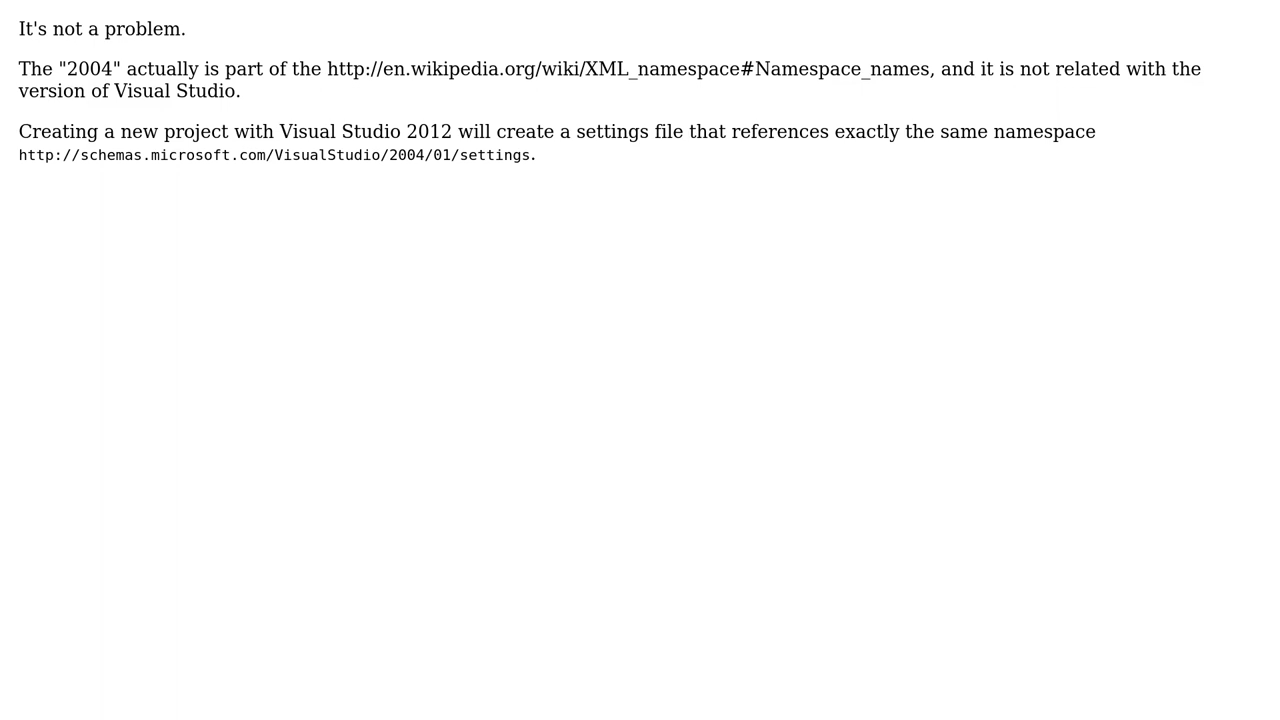 It's not a problem.
The "2004" actually is part of the http://en.wikipedia.org/wiki/XML_namespace#Namespace_names, and it is not related with the
version of Visual Studio.
Creating a new project with Visual Studio 2012 will create a settings file that references exactly the same namespace
http://schemas.microsoft.com/VisualStudio/2004/01/settings.